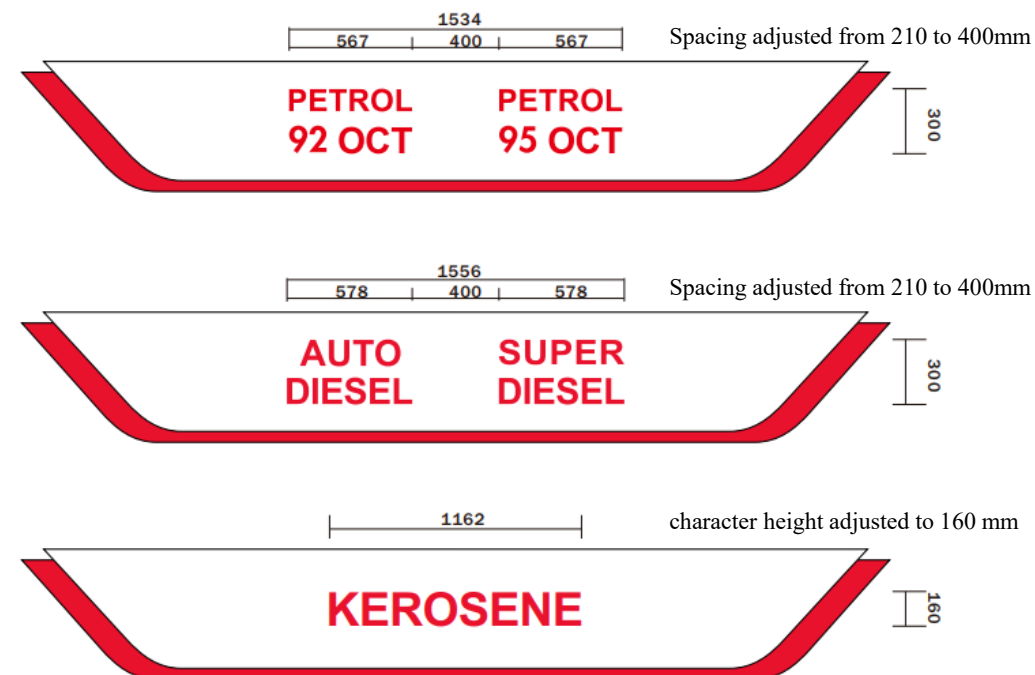 1534
567 400 567
Spacing adjusted from 210 to 400mm
PETROL PETROL
92 OCT 95 OCT
300
1556
578 400 578
Spacing adjusted from 210 to 400mm
AUTO SUPER
DIESEL DIESEL
300
1162
character height adjusted to 160 mm
KEROSENE
160